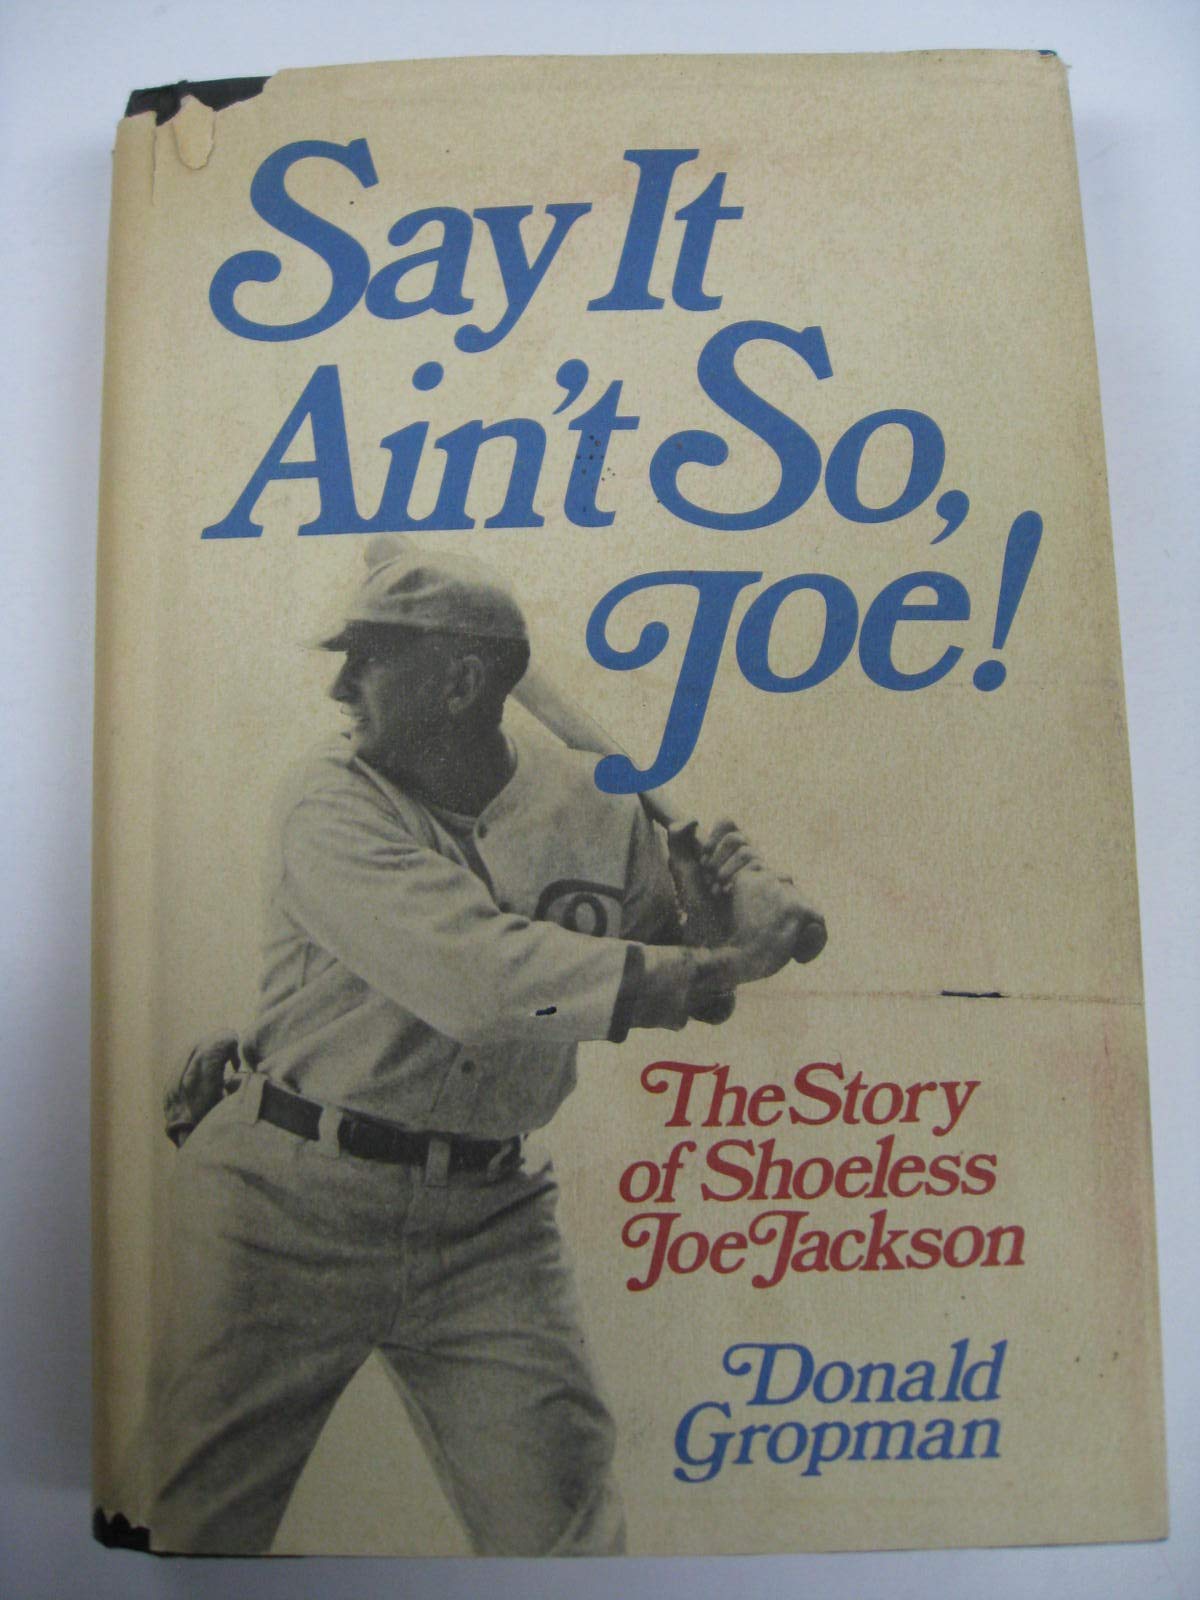 Say It
Ain't So,
Joe!
The Story
of Shoeless
Joe Jackson
Donald
Gropman